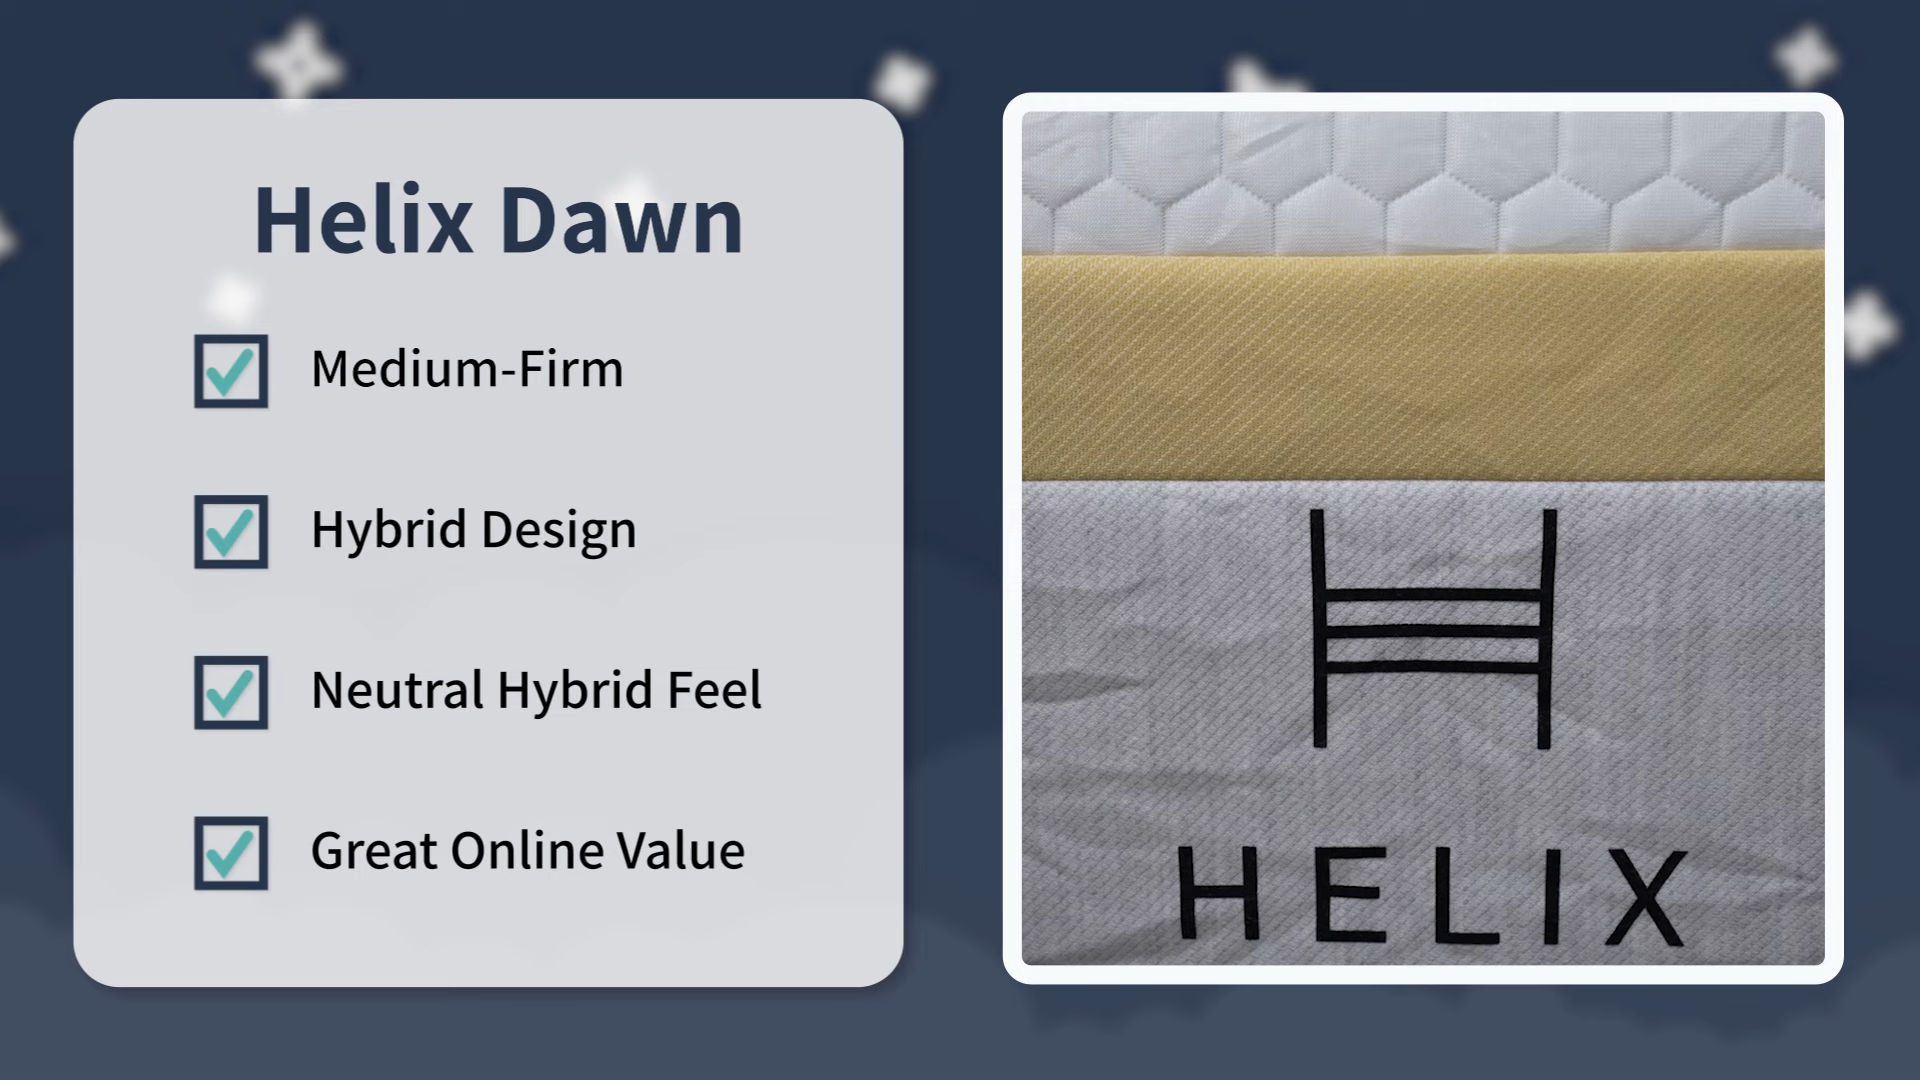 Helix Dawn
Medium-Firm
Hybrid Design
Neutral Hybrid Feel
Great Online Value
HELIX